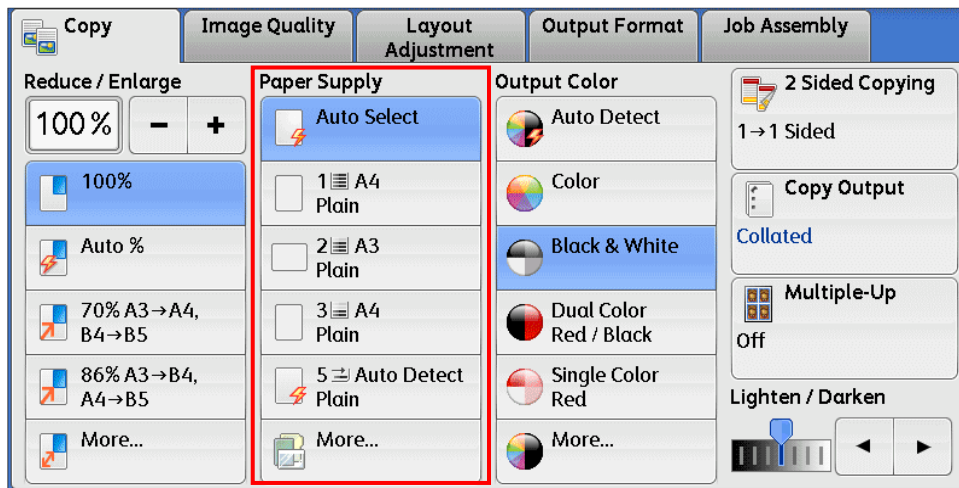 Copy
Image Quality
Layout
Adjustment
Output Format
Job Assembly
Reduce / Enlarge
100%
− +
100%
Auto %
70% A3→A4,
B4→B5
86% A3→B4,
A4→B5
More...
Paper Supply
Auto Select
1 A4
Plain
2 A3
Plain
3 A4
Plain
5 Auto Detect
Plain
More...
Output Color
Auto Detect
Color
Black & White
Dual Color
Red / Black
Single Color
Red
More...
2 Sided Copying
1→1 Sided
Copy Output
Collated
Multiple-Up
Off
Lighten / Darken